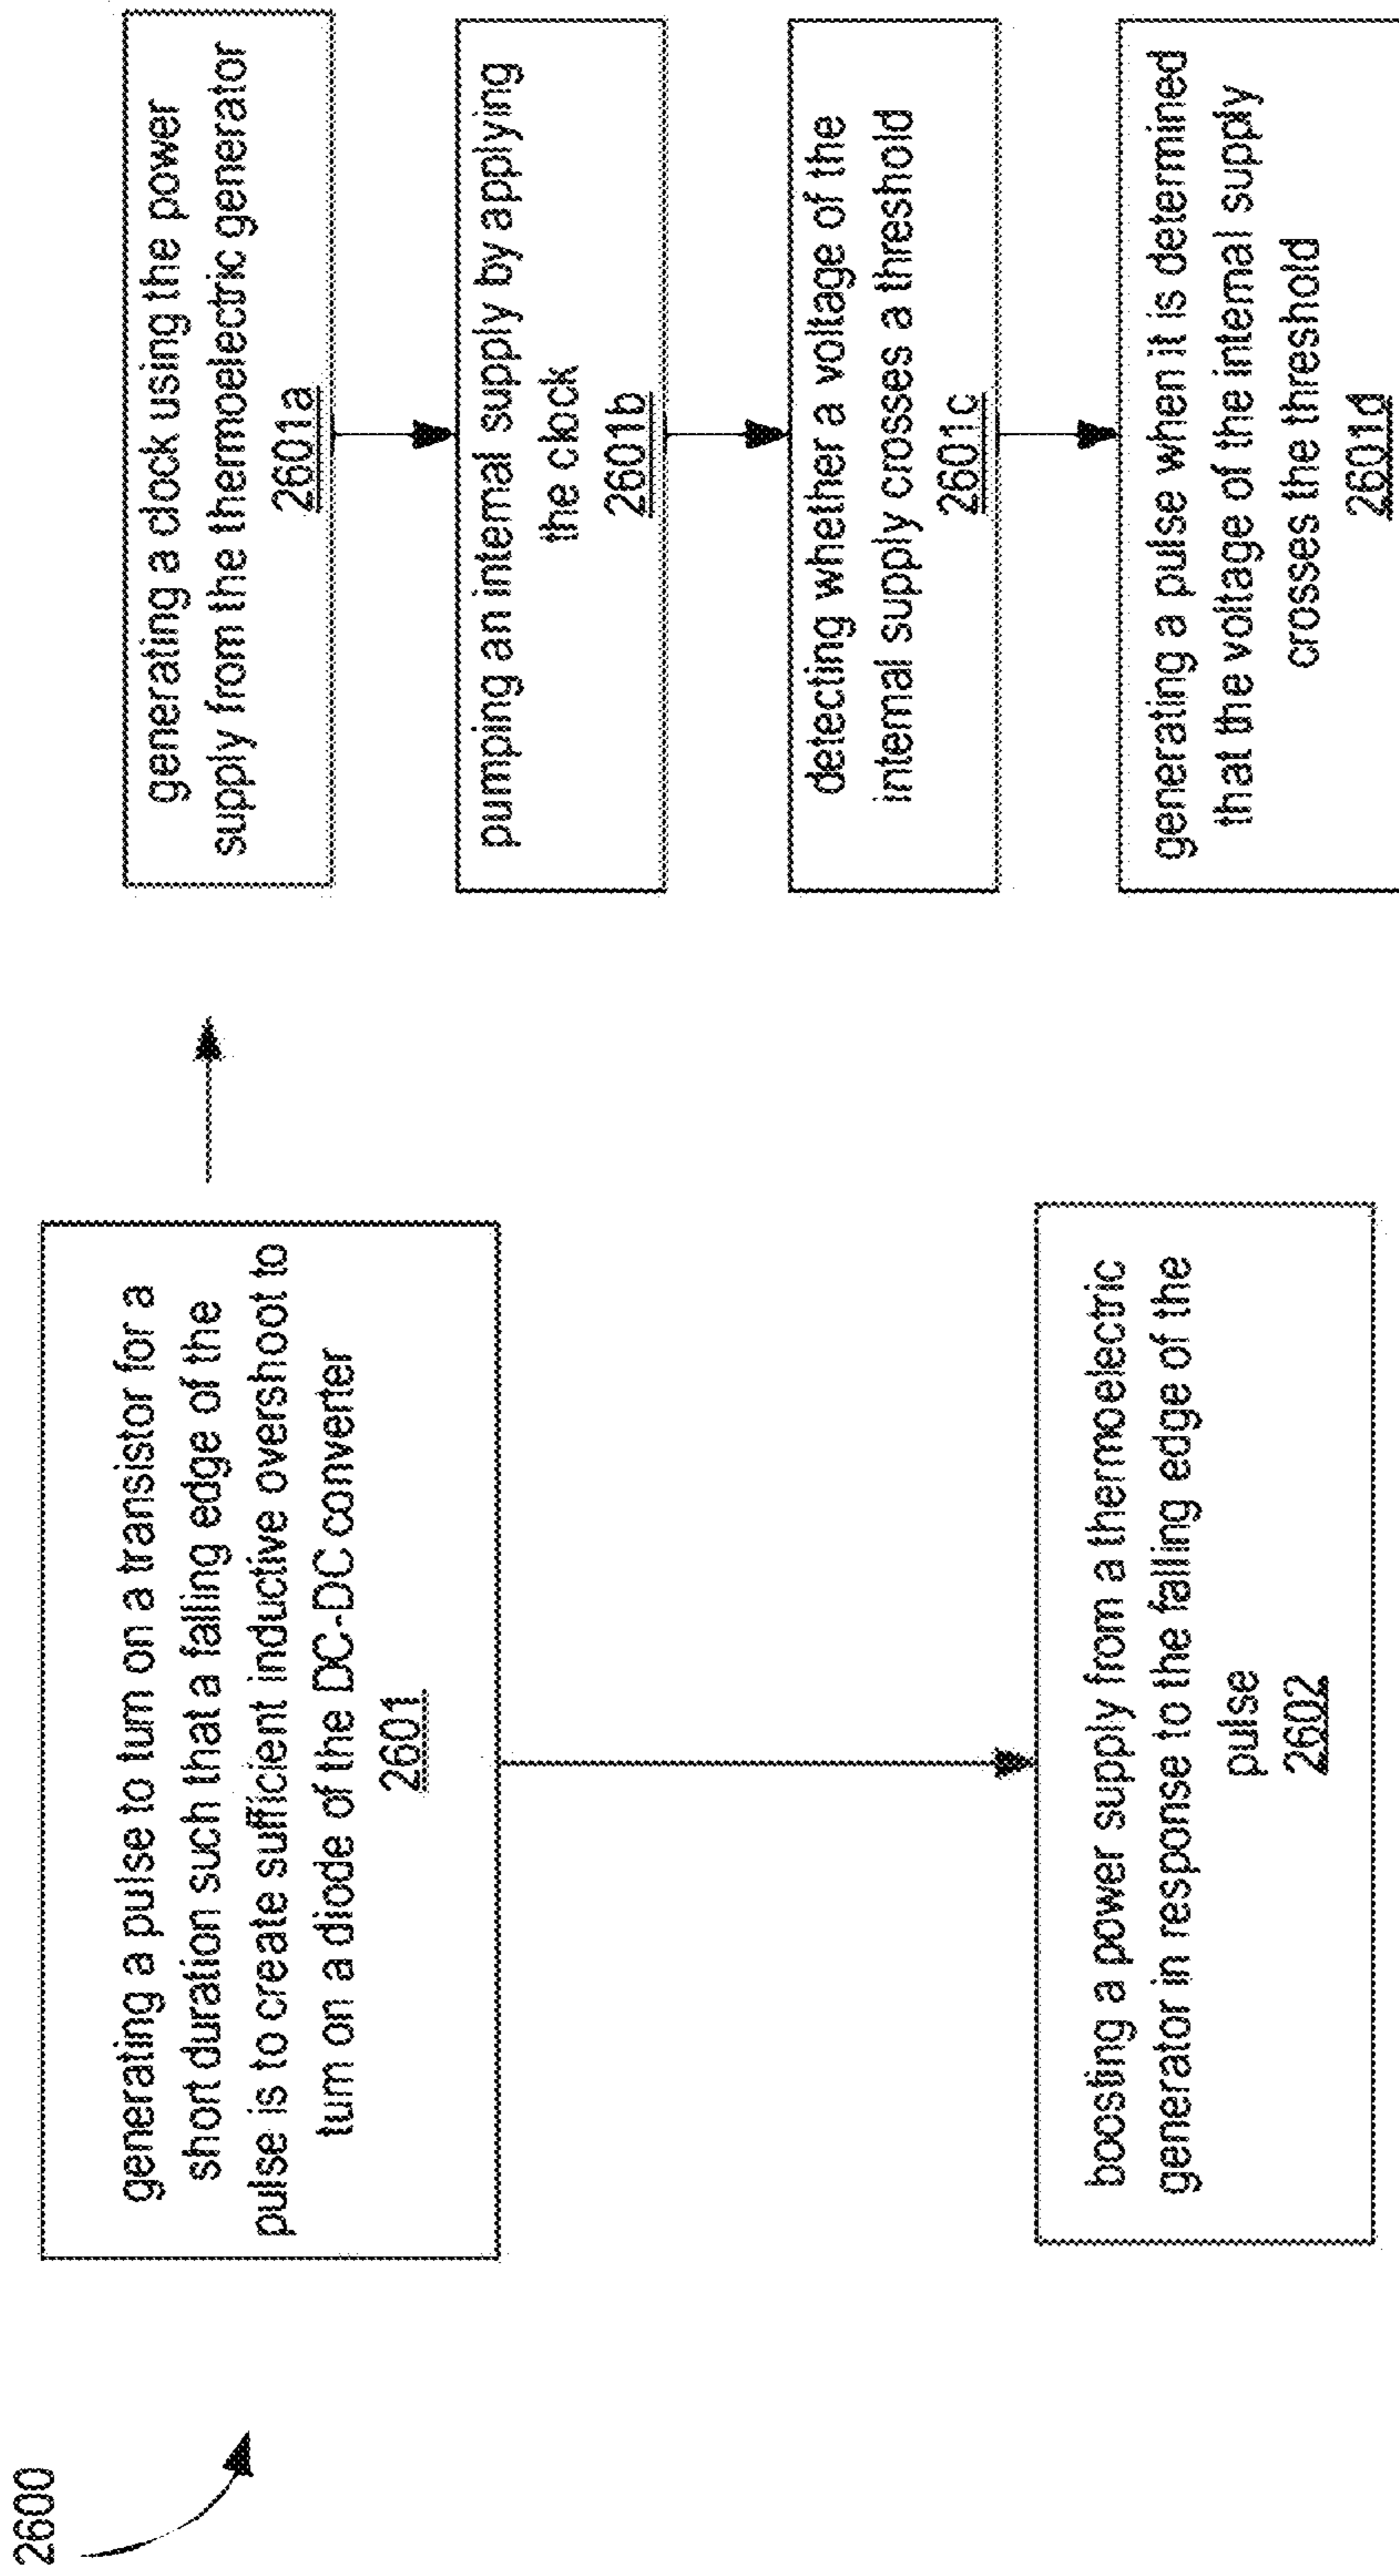 2600
generating a pulse to turn on a transistor for a
short duration such that a falling edge of the
pulse is to create sufficient inductive overshoot to
turn on a diode of the DC-DC converter
2601
boosting a power supply from a thermoelectric
generator in response to the falling edge of the
pulse
2602
generating a clock using the power
supply from the thermoelectric generator
2601a
pumping an internal supply by applying
the clock
2601b
detecting whether a voltage of the
internal supply crosses a threshold
2601c
generating a pulse when it is determined
that the voltage of the internal supply
crosses the threshold
2601d